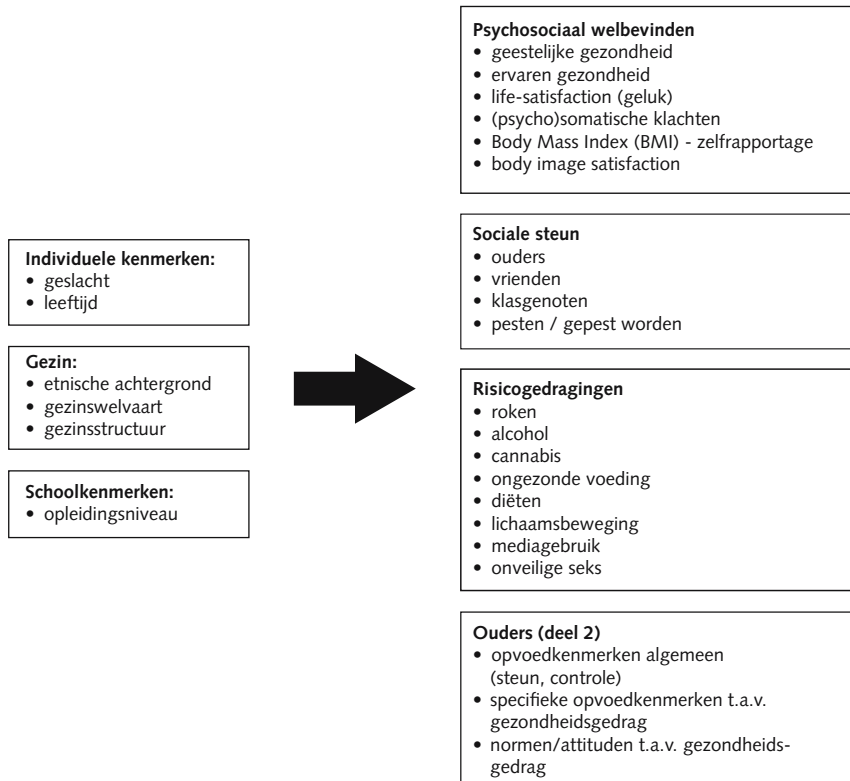 Individuele kenmerken:
• geslacht
• leeftijd
Gezin:
• etnische achtergrond
• gezinswelvaart
• gezinsstructuur
Schoolkenmerken:
• opleidingsniveau
Psychosociaal welbevinden
• geestelijke gezondheid
• ervaren gezondheid
• life-satisfaction (geluk)
• (psycho)somatische klachten
• Body Mass Index (BMI) - zelfrapportage
• body image satisfaction
Sociale steun
• ouders
• vrienden
• klasgenoten
• pesten / gepest worden
Risicogedragingen
• roken
• alcohol
• cannabis
• ongezonde voeding
• diëten
• lichaamsbeweging
• mediagebruik
• onveilige seks
Ouders (deel 2)
• opvoedkenmerken algemeen
(steun, controle)
• specifieke opvoedkenmerken t.a.v.
gezondheidsgedrag
• normen/attituden t.a.v. gezondheids-
gedrag